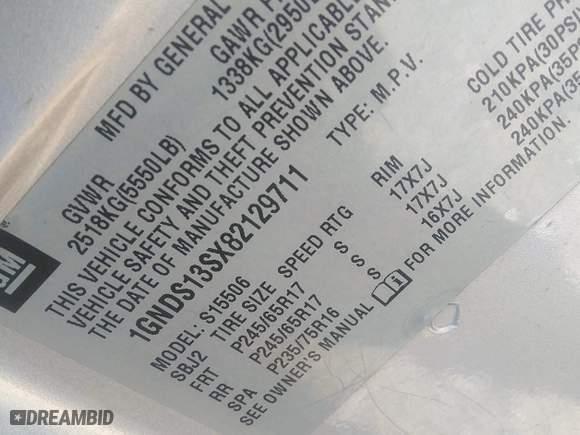 MFD BY GENERAL
GVWR GAWR
2518KG(5550LB) 1338KG(2950
THIS VEHICLE CONFORMS TO ALL APPLICABLE
VEHICLE SAFETY AND THEFT PREVENTION STAN
THE DATE OF MANUFACTURE SHOWN ABOVE.
1GNDS13SX82129711 TYPE: M.P.V.
MODEL: S15506
SBJ2 TIRE SIZE SPEED RTG RIM COLD TIRE PR
FRT P245/65R17 S 17X7J 210KPA(30PS
RR P245/65R17 S 17X7J 240KPA(35P
SPA P235/75R16 S 16X7J 240KPA(35
SEE OWNER'S MANUAL i FOR MORE INFORMATION.
GM
DREAMBID